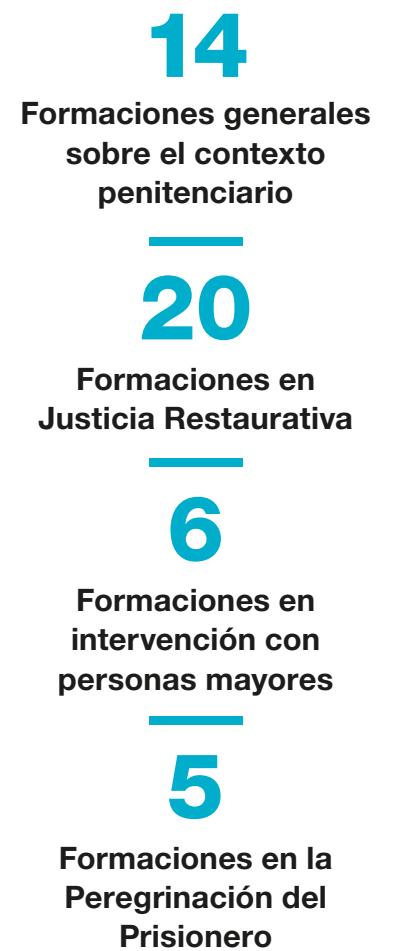 14
Formaciones generales
sobre el contexto
penitenciario
20
Formaciones en
Justicia Restaurativa
6
Formaciones en
intervención con
personas mayores
5
Formaciones en la
Peregrinación del
Prisionero